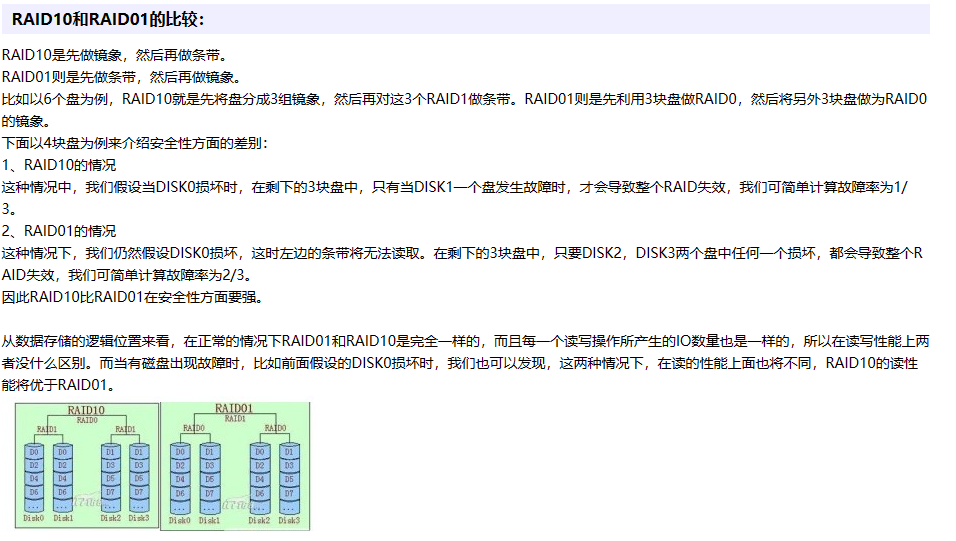 RAID10和RAID01的比较：
RAID10是先做镜象，然后再做条带。
RAID01则是先做条带，然后再做镜象。
比如以6个盘为例，RAID10就是先将盘分成3组镜象，然后再对这3个RAID1做条带。RAID01则是先利用3块盘做RAID0，然后将另外3块盘做为RAID0
的镜象。
下面以4块盘为例来介绍安全性方面的差别：
1、RAID10的情况
这种情况中，我们假设当DISK0损坏时，在剩下的3块盘中，只有当DISK1一个盘发生故障时，才会导致整个RAID失效，我们可简单计算故障率为1/
3。
2、RAID01的情况
这种情况下，我们仍然假设DISK0损坏，这时左边的条带将无法读取。在剩下的3块盘中，只要DISK2，DISK3两个盘中任何一个损坏，都会导致整个R
AID失效，我们可简单计算故障率为2/3。
因此RAID10比RAID01在安全性方面要强。
从数据存储的逻辑位置来看，在正常的情况下RAID01和RAID10是完全一样的，而且每一个读写操作所产生的IO数量也是一样的，所以在读写性能上两
者没什么区别。而当有磁盘出现故障时，比如前面假设的DISK0损坏时，我们也可以发现，这两种情况下，在读的性能上面也将不同，RAID10的读性
能将优于RAID01。
RAID10
RAID0
RAID1 RAID1
D0 D0 D1 D1
D2 D2 D3 D3
D4 D4 D5 D5
D6 D6 D7 D7
... ... ... ...
Disk0 Disk1 Disk2 Disk3
RAID01
RAID1
RAID0 RAID0
D0 D1 D0 D1
D2 D3 D2 D3
D4 D5 D4 D5
D6 D7 D6 D7
... ... ... ...
Disk0 Disk1 Disk2 Disk3